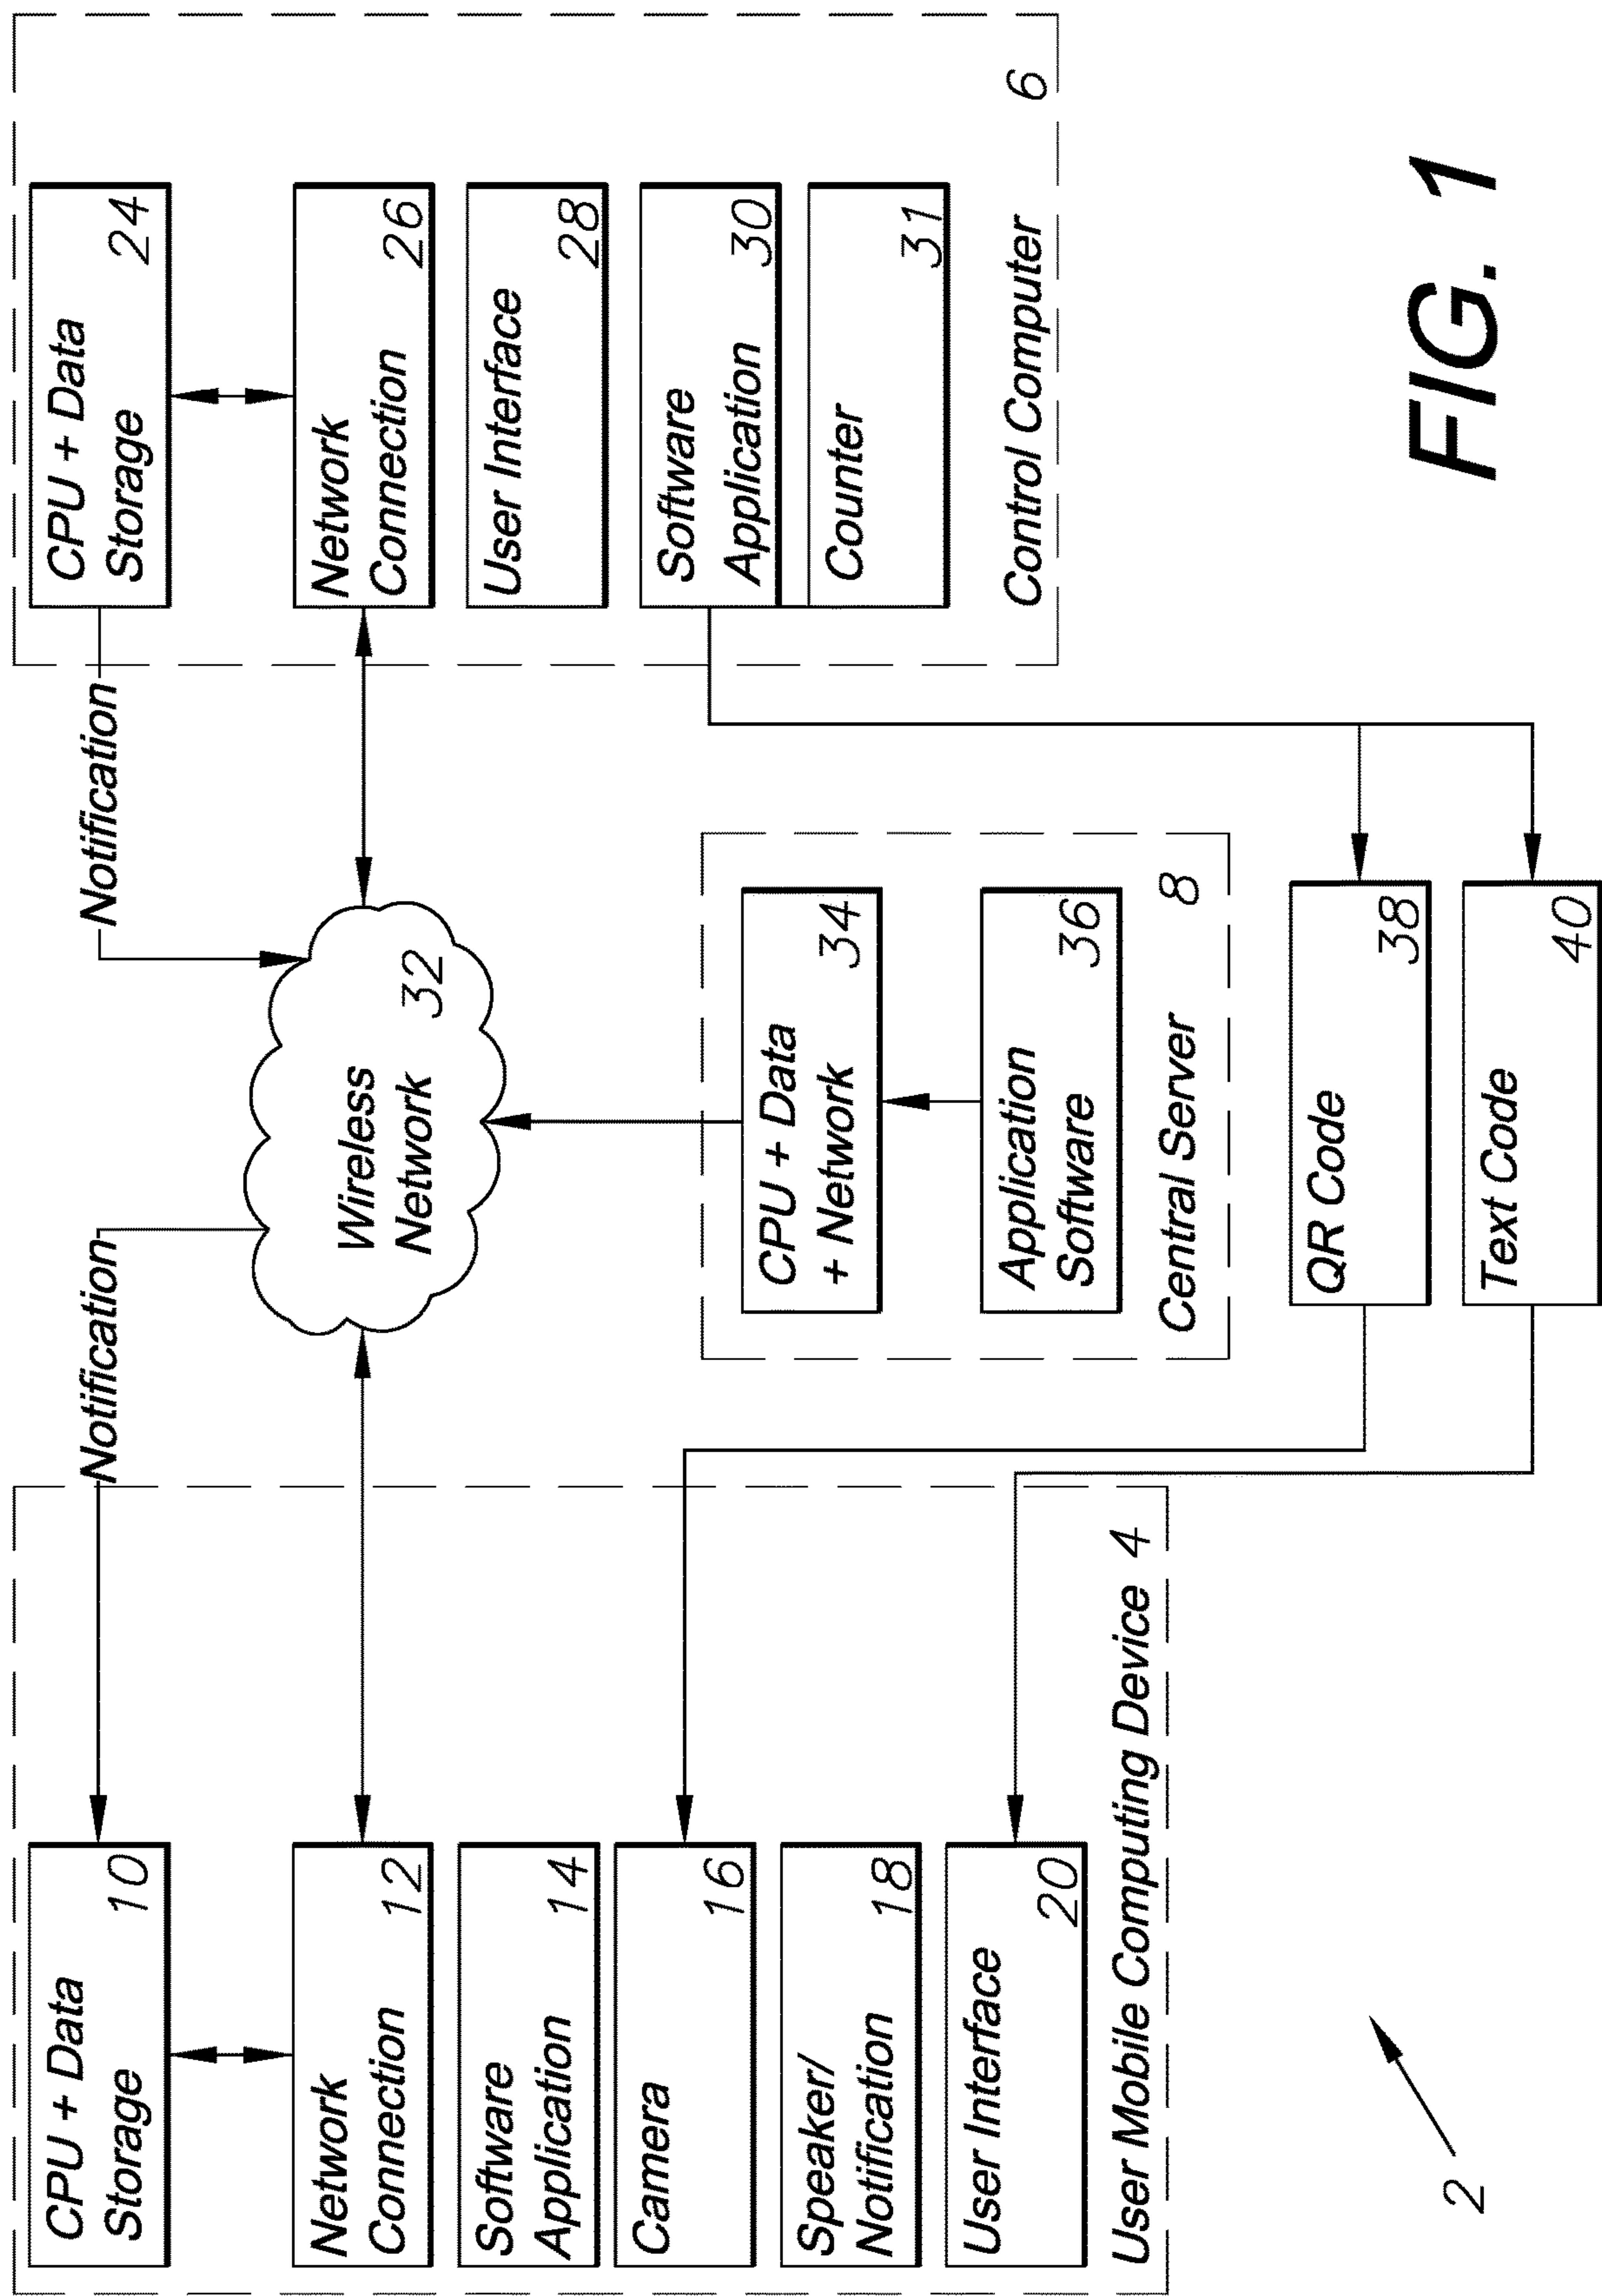 CPU + Data
Storage
10
Network
Connection
12
Software
Application
14
Camera
16
Speaker/
Notification
18
User Interface
20
User Mobile Computing Device 4
Notification
Wireless
Network
32
Notification
CPU + Data
+ Network
34
Application
Software
36
Central Server
8
QR Code
38
Text Code
40
CPU + Data
Storage
24
Network
Connection
26
User Interface
28
Software
Application
30
Counter
31
Control Computer
6
2
FIG. 1